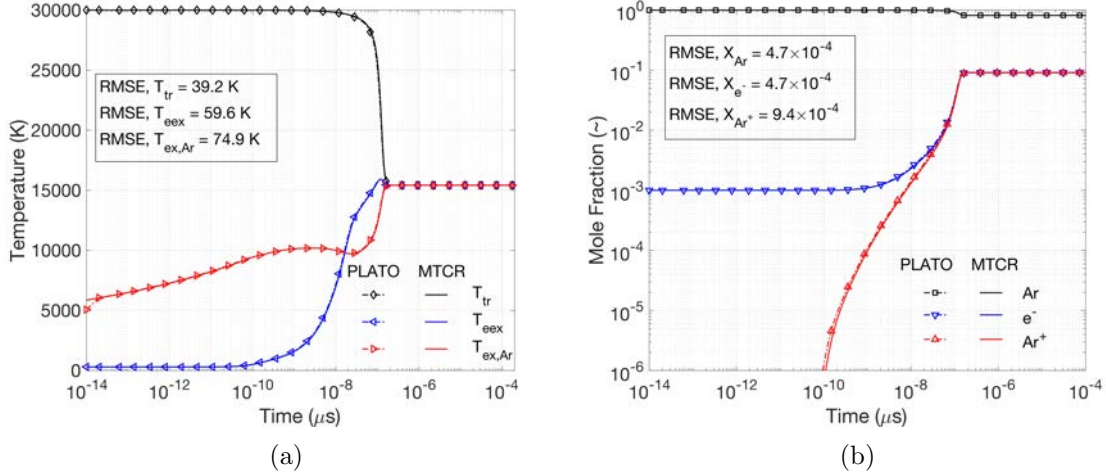 30000
25000
20000
15000
10000
5000
0
Temperature (K)
RMSE, T_tr = 39.2 K
RMSE, T_eex = 59.6 K
RMSE, T_ex,Ar = 74.9 K
PLATO MTCR
T_tr
T_eex
T_ex,Ar
10^-14 10^-12 10^-10 10^-8 10^-6 10^-4
Time (μs)
(a)
10^0
10^-1
10^-2
10^-3
10^-4
10^-5
10^-6
Mole Fraction (~)
RMSE, X_Ar = 4.7×10^-4
RMSE, X_e^- = 4.7×10^-4
RMSE, X_Ar^+ = 9.4×10^-4
PLATO MTCR
Ar
e^-
Ar^+
10^-14 10^-12 10^-10 10^-8 10^-6 10^-4
Time (μs)
(b)